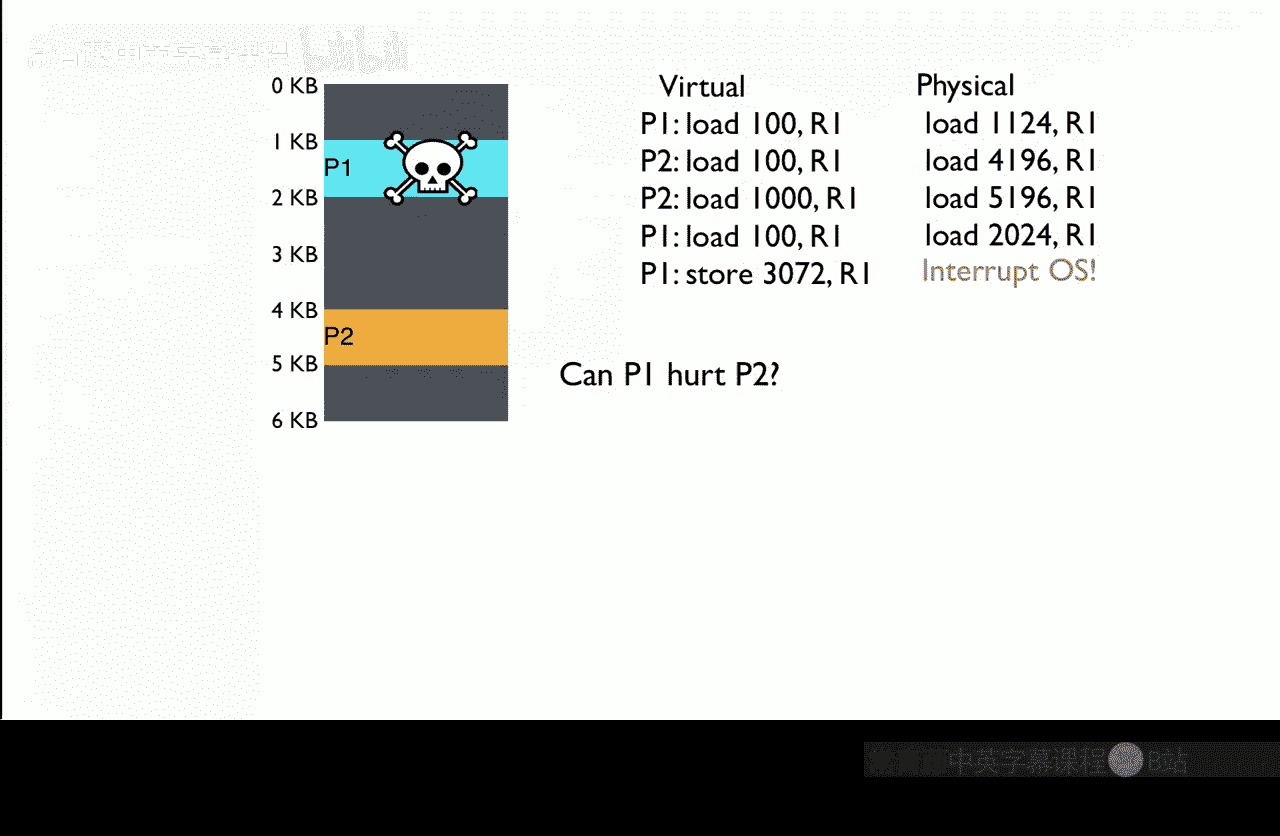 bilibili
0 KB
1 KB
P1
2 KB
3 KB
4 KB
P2
5 KB
6 KB
Virtual Physical
P1: load 100, R1 load 1124, R1
P2: load 100, R1 load 4196, R1
P2: load 1000, R1 load 5196, R1
P1: load 100, R1 load 2024, R1
P1: store 3072, R1 Interrupt OS!
Can P1 hurt P2?
中英字幕课程 B站